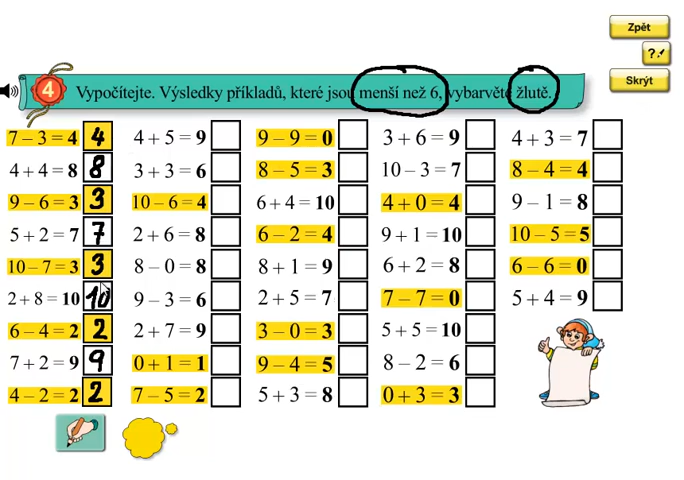 Zpět
?
Skrýt
4 Vypočítejte. Výsledky příkladů, které jsou menší než 6, vybarvěte žlutě.
7 – 3 = 4 4 4 + 5 = 9 9 – 9 = 0 3 + 6 = 9 4 + 3 = 7
4 + 4 = 8 8 3 + 3 = 6 8 – 5 = 3 10 – 3 = 7 8 – 4 = 4
9 – 6 = 3 3 10 – 6 = 4 6 + 4 = 10 4 + 0 = 4 9 – 1 = 8
5 + 2 = 7 7 2 + 6 = 8 6 – 2 = 4 9 + 1 = 10 10 – 5 = 5
10 – 7 = 3 3 8 – 0 = 8 8 + 1 = 9 6 + 2 = 8 6 – 6 = 0
2 + 8 = 10 10 9 – 3 = 6 2 + 5 = 7 7 – 7 = 0 5 + 4 = 9
6 – 4 = 2 2 2 + 7 = 9 3 – 0 = 3 5 + 5 = 10
7 + 2 = 9 9 0 + 1 = 1 9 – 4 = 5 8 – 2 = 6
4 – 2 = 2 2 7 – 5 = 2 5 + 3 = 8 0 + 3 = 3